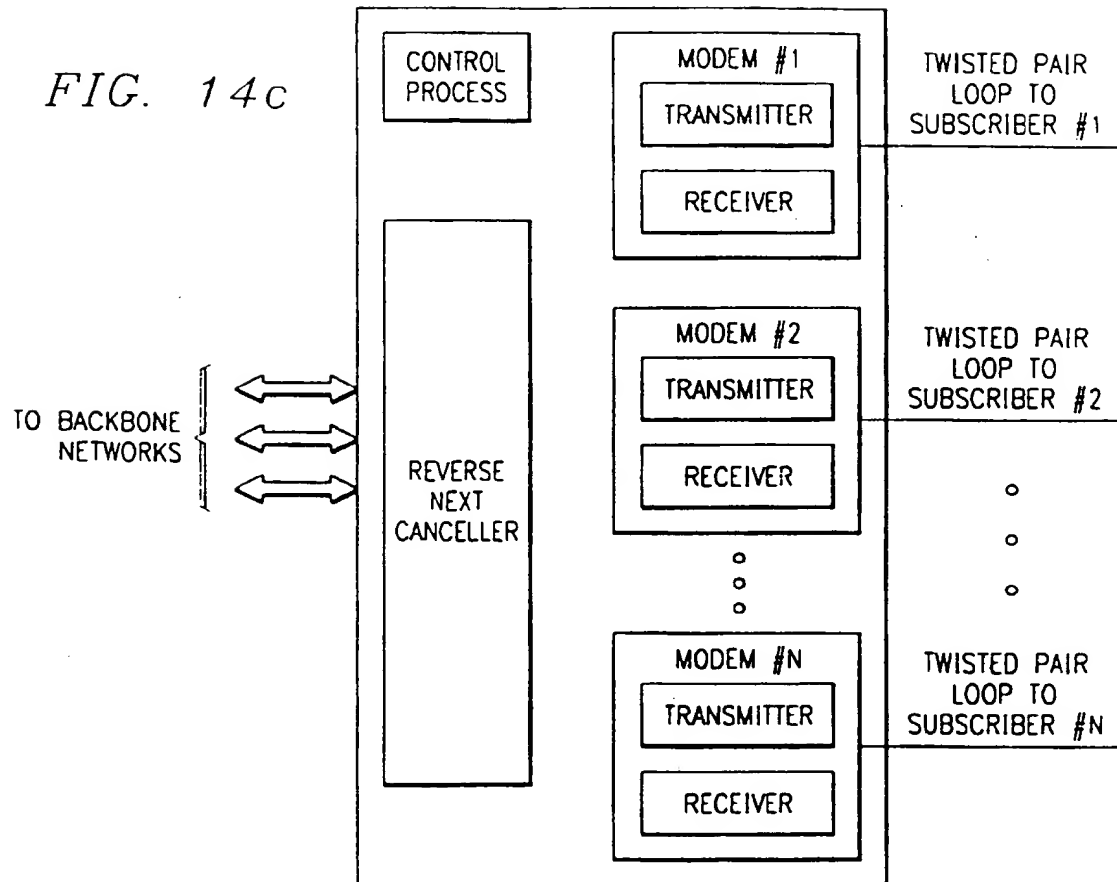 FIG. 14c
CONTROL
PROCESS
MODEM #1
TRANSMITTER
RECEIVER
TWISTED PAIR
LOOP TO
SUBSCRIBER #1
TO BACKBONE
NETWORKS
REVERSE
NEXT
CANCELLER
MODEM #2
TRANSMITTER
RECEIVER
TWISTED PAIR
LOOP TO
SUBSCRIBER #2
MODEM #N
TRANSMITTER
RECEIVER
TWISTED PAIR
LOOP TO
SUBSCRIBER #N